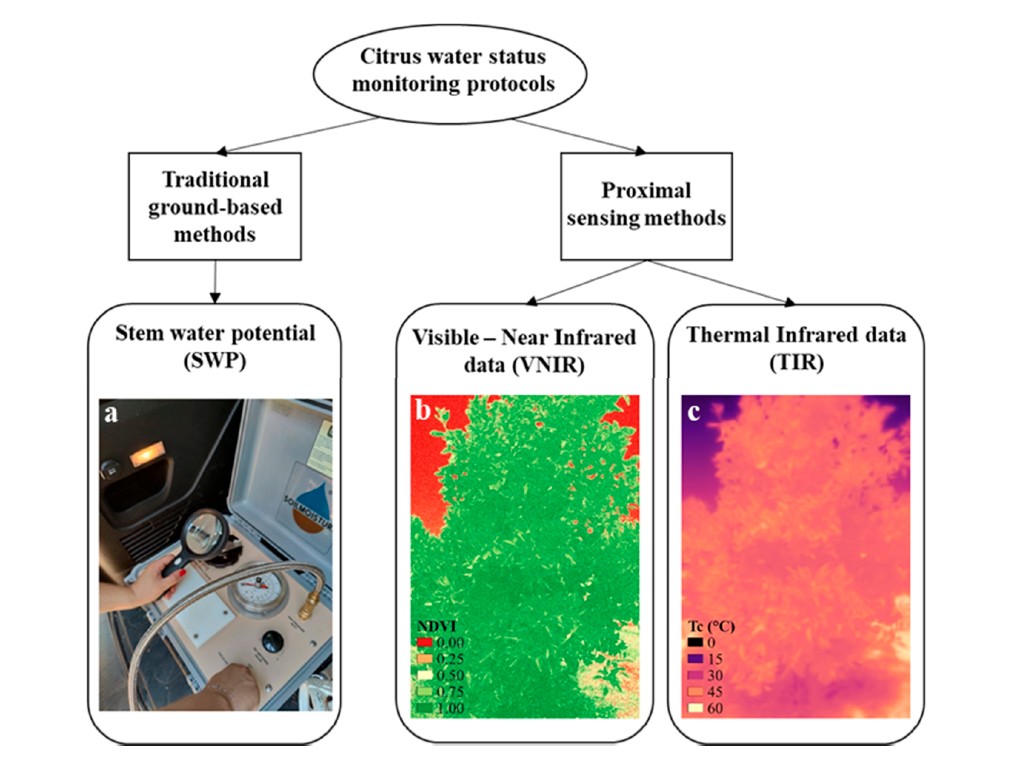 Citrus water status
monitoring protocols
Traditional
ground-based
methods
Proximal
sensing methods
Stem water potential
(SWP)
Visible – Near Infrared
data (VNIR)
Thermal Infrared data
(TIR)
a
b
c
NDVI
0.00
0.25
0.50
0.75
1.00
Tc (°C)
0
15
30
45
60